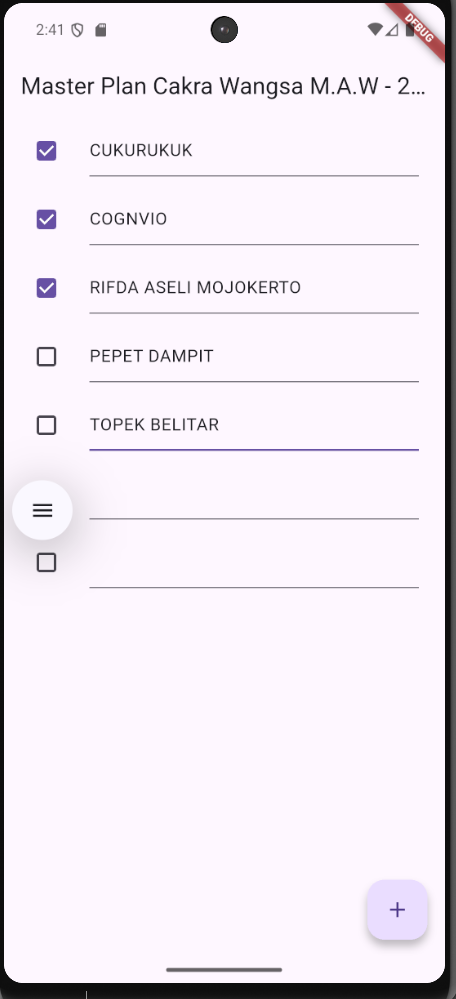 2:41
DEBUG
Master Plan Cakra Wangsa M.A.W - 2...
CUKURUKUK
COGNVIO
RIFDA ASELI MOJOKERTO
PEPET DAMPIT
TOPEK BELITAR